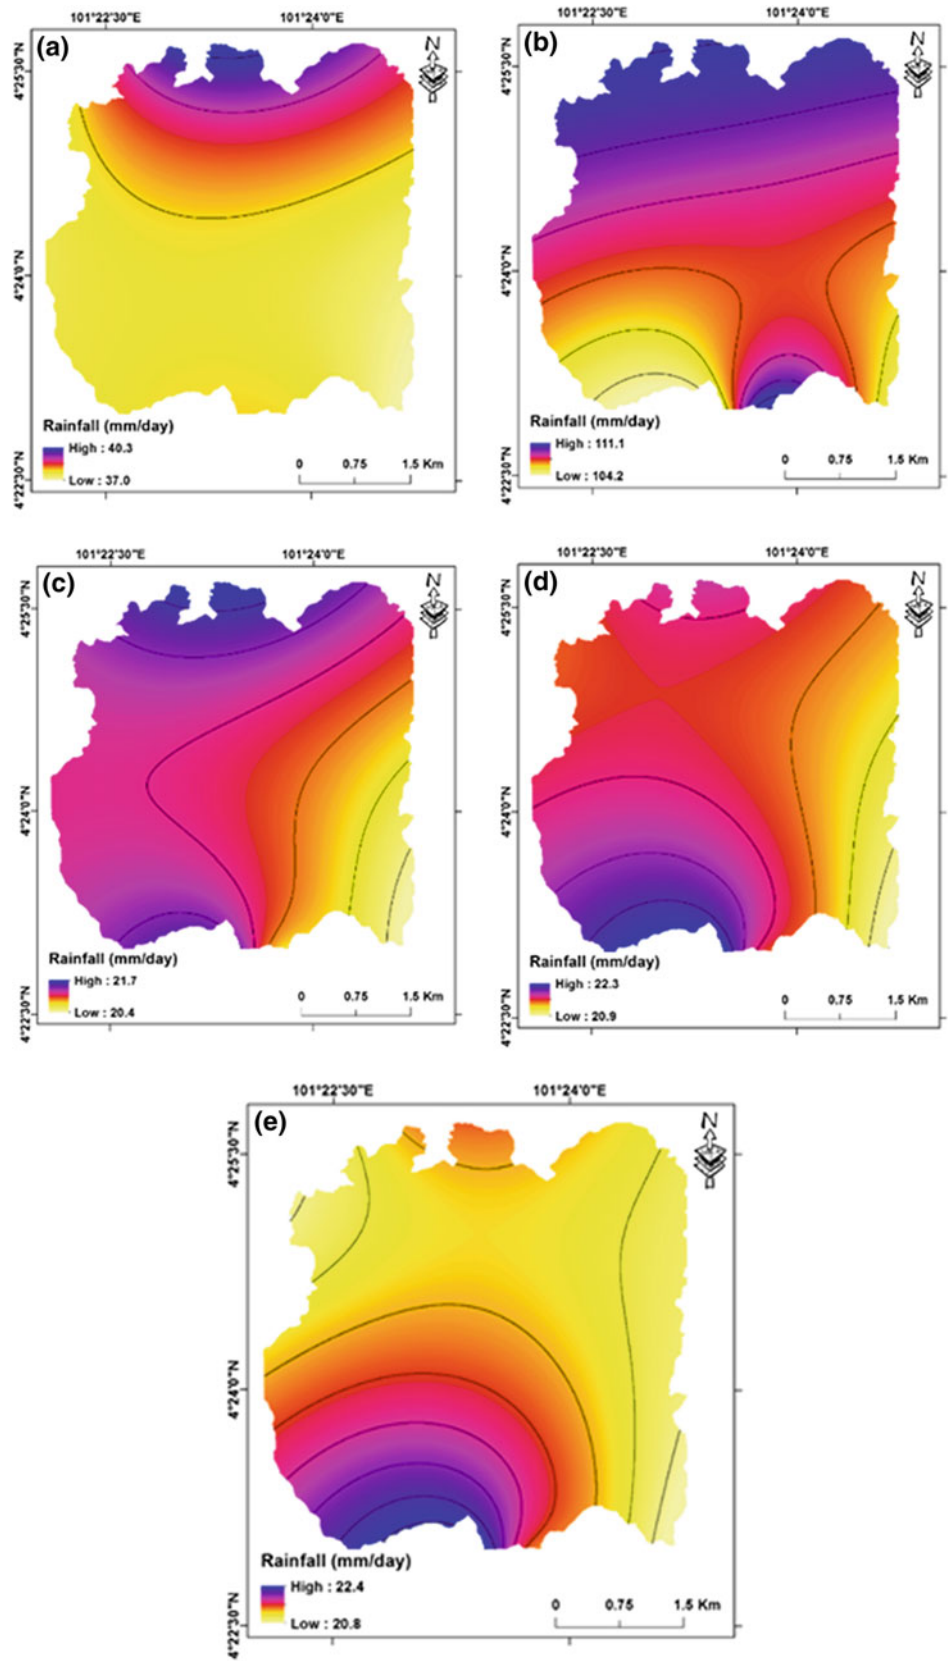 101°22'30"E 101°24'0"E
(a)
N
4°25'30"N
4°24'0"N
4°22'30"N
Rainfall (mm/day)
High : 40.3
Low : 37.0
0 0.75 1.5 Km
101°22'30"E 101°24'0"E
(b)
N
4°25'30"N
4°24'0"N
4°22'30"N
Rainfall (mm/day)
High : 111.1
Low : 104.2
0 0.75 1.5 Km
101°22'30"E 101°24'0"E
(c)
N
4°25'30"N
4°24'0"N
4°22'30"N
Rainfall (mm/day)
High : 21.7
Low : 20.4
0 0.75 1.5 Km
101°22'30"E 101°24'0"E
(d)
N
4°25'30"N
4°24'0"N
4°22'30"N
Rainfall (mm/day)
High : 22.3
Low : 20.9
0 0.75 1.5 Km
101°22'30"E 101°24'0"E
(e)
N
4°25'30"N
4°24'0"N
4°22'30"N
Rainfall (mm/day)
High : 22.4
Low : 20.8
0 0.75 1.5 Km